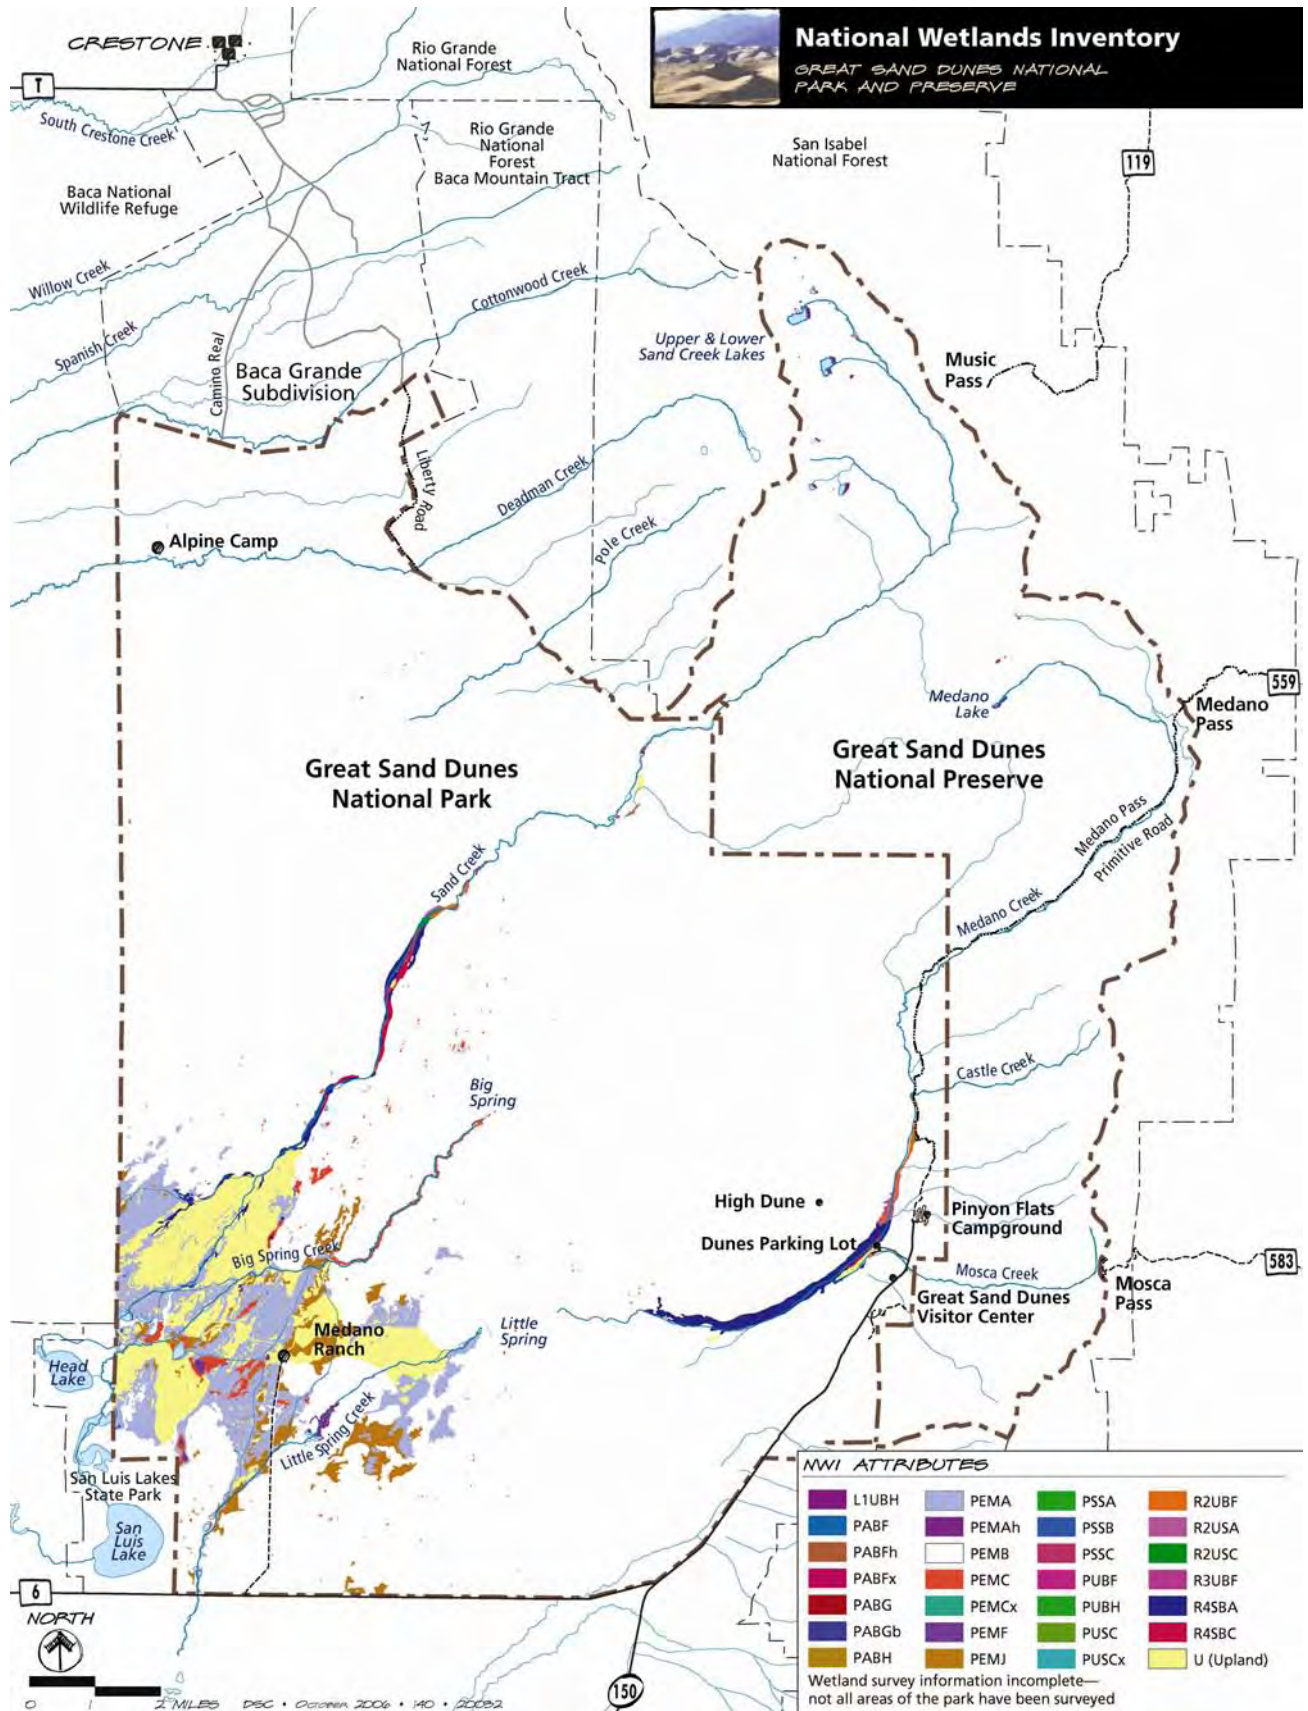 National Wetlands Inventory
GREAT SAND DUNES NATIONAL
PARK AND PRESERVE
CRESTONE
T
South Crestone Creek
Rio Grande
National Forest
Rio Grande
National
Forest
Baca Mountain Tract
San Isabel
National Forest
119
Baca National
Wildlife Refuge
Willow Creek
Spanish Creek
Camino Real
Cottonwood Creek
Baca Grande
Subdivision
Upper & Lower
Sand Creek Lakes
Music
Pass
Liberty Road
Deadman Creek
Pole Creek
Alpine Camp
Medano
Lake
559
Medano
Pass
Great Sand Dunes
National Park
Great Sand Dunes
National Preserve
Medano Pass
Primitive Road
Sand Creek
Medano Creek
Castle Creek
Big
Spring
High Dune
Pinyon Flats
Campground
Dunes Parking Lot
Big Spring Creek
Mosca Creek
583
Mosca
Pass
Great Sand Dunes
Visitor Center
Little
Spring
Medano
Ranch
Head
Lake
Little Spring Creek
San Luis Lakes
State Park
San
Luis
Lake
6
150
NORTH
0 1 2 MILES DSC • OCTOBER 2006 • 140 • 20032
NWI ATTRIBUTES
L1UBH PEMA PSSA R2UBF
PABF PEMAh PSSB R2USA
PABFh PEMB PSSC R2USC
PABFx PEMC PUBF R3UBF
PABG PEMCx PUBH R4SBA
PABGb PEMF PUSC R4SBC
PABH PEMJ PUSCx U (Upland)
Wetland survey information incomplete—
not all areas of the park have been surveyed